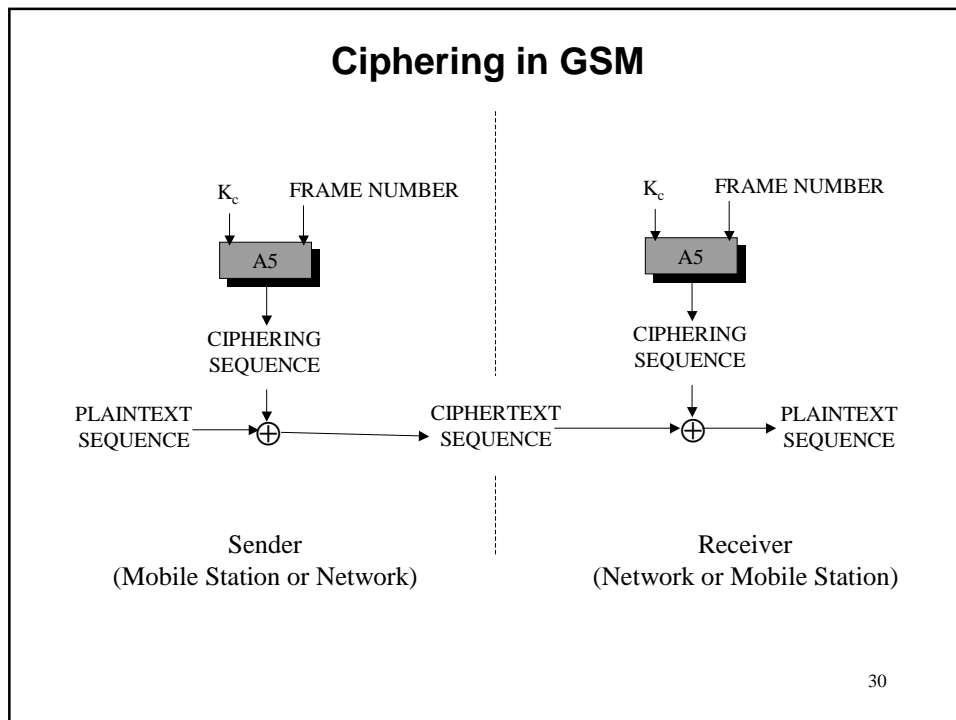 Ciphering in GSM
Kc
FRAME NUMBER
A5
CIPHERING
SEQUENCE
PLAINTEXT
SEQUENCE
CIPHERTEXT
SEQUENCE
Kc
FRAME NUMBER
A5
CIPHERING
SEQUENCE
PLAINTEXT
SEQUENCE
Sender
(Mobile Station or Network)
Receiver
(Network or Mobile Station)
30